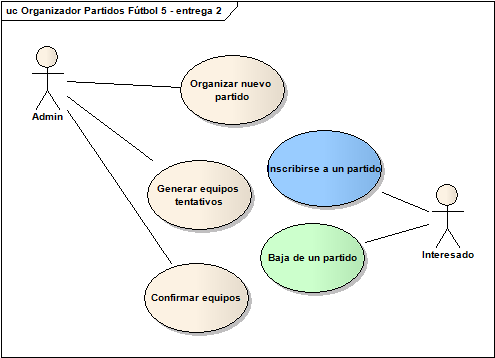 uc Organizador Partidos Fútbol 5 - entrega 2
Admin
Organizar nuevo
partido
Inscribirse a un partido
Generar equipos
tentativos
Interesado
Baja de un partido
Confirmar equipos